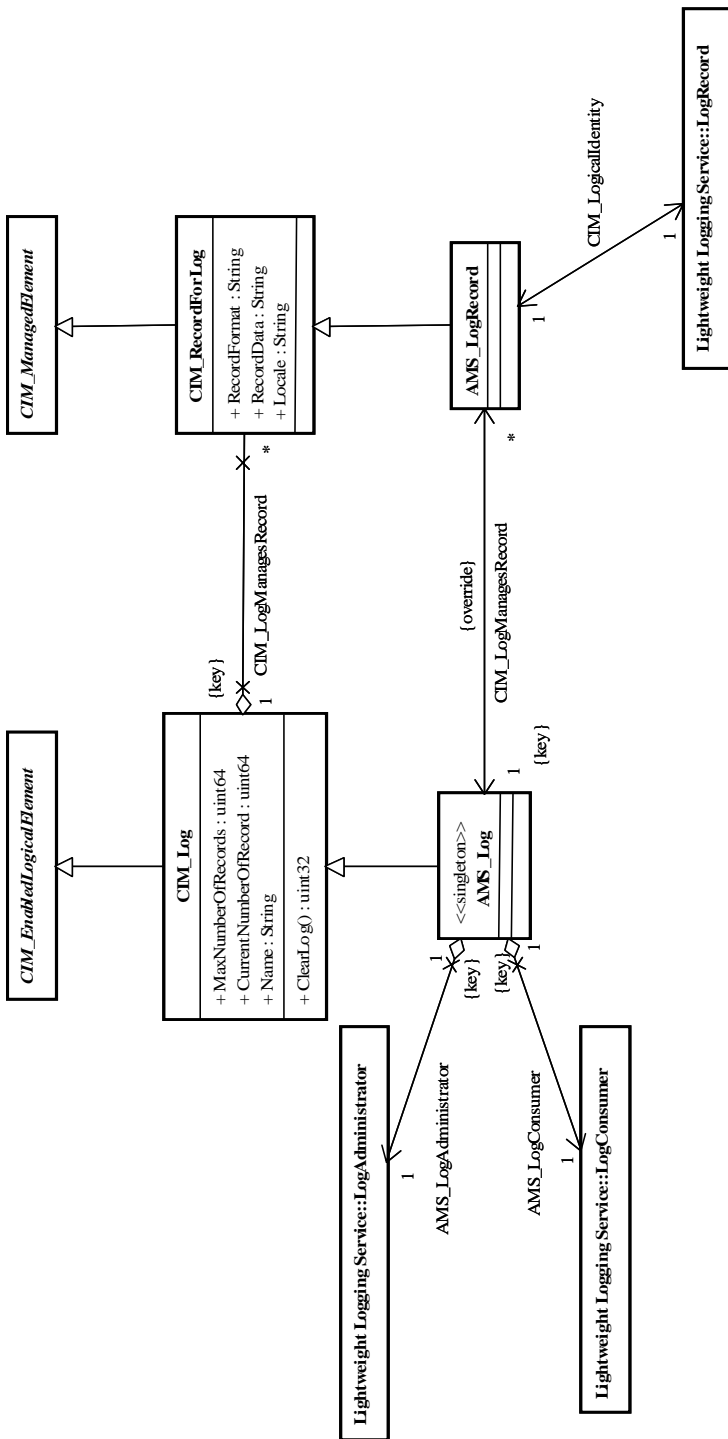 CIM_EnabledLogicalElement
CIM_ManagedElement
CIM_Log
+ MaxNumberOfRecords : uint64
+ CurrentNumberOfRecord : uint64
+ Name : String
+ ClearLog() : uint32
{key}
1
CIM_LogManagesRecord
*
CIM_RecordForLog
+ RecordFormat : String
+ RecordData : String
+ Locale : String
Lightweight Logging Service::LogAdministrator
1
AMS_LogAdministrator
1
{key}
<<singleton>>
AMS_Log
1
{key}
{override}
CIM_LogManagesRecord
*
AMS_LogRecord
1
CIM_LogicalIdentity
1
{key}
1
AMS_LogConsumer
1
Lightweight Logging Service::LogConsumer
Lightweight Logging Service::LogRecord